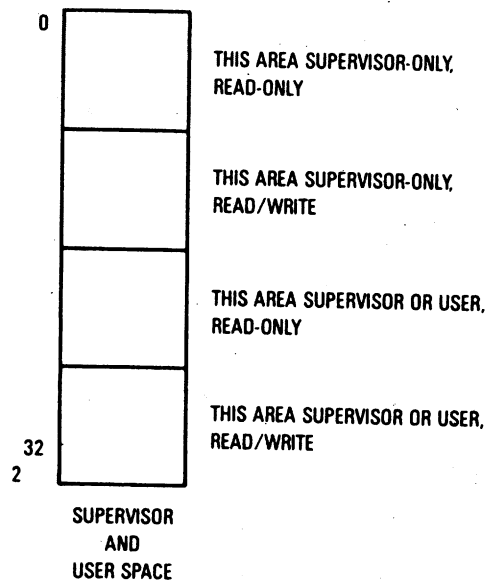 0
THIS AREA SUPERVISOR-ONLY,
READ-ONLY
THIS AREA SUPERVISOR-ONLY,
READ/WRITE
THIS AREA SUPERVISOR OR USER,
READ-ONLY
THIS AREA SUPERVISOR OR USER,
READ/WRITE
32
2
SUPERVISOR
AND
USER SPACE